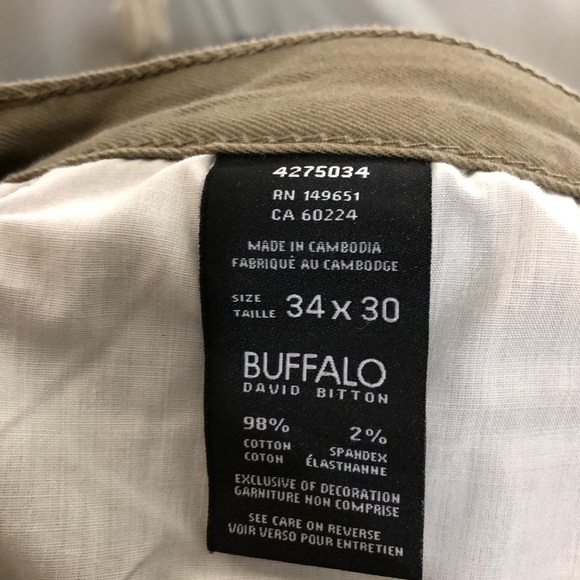 4275034
RN 149651
CA 60224
MADE IN CAMBODIA
FABRIQUÉ AU CAMBODGE
SIZE
TAILLE 34 x 30
BUFFALO
DAVID BITTON
98% 2%
COTTON SPANDEX
COTON ÉLASTHANNE
EXCLUSIVE OF DECORATION
GARNITURE NON COMPRISE
SEE CARE ON REVERSE
VOIR VERSO POUR ENTRETIEN